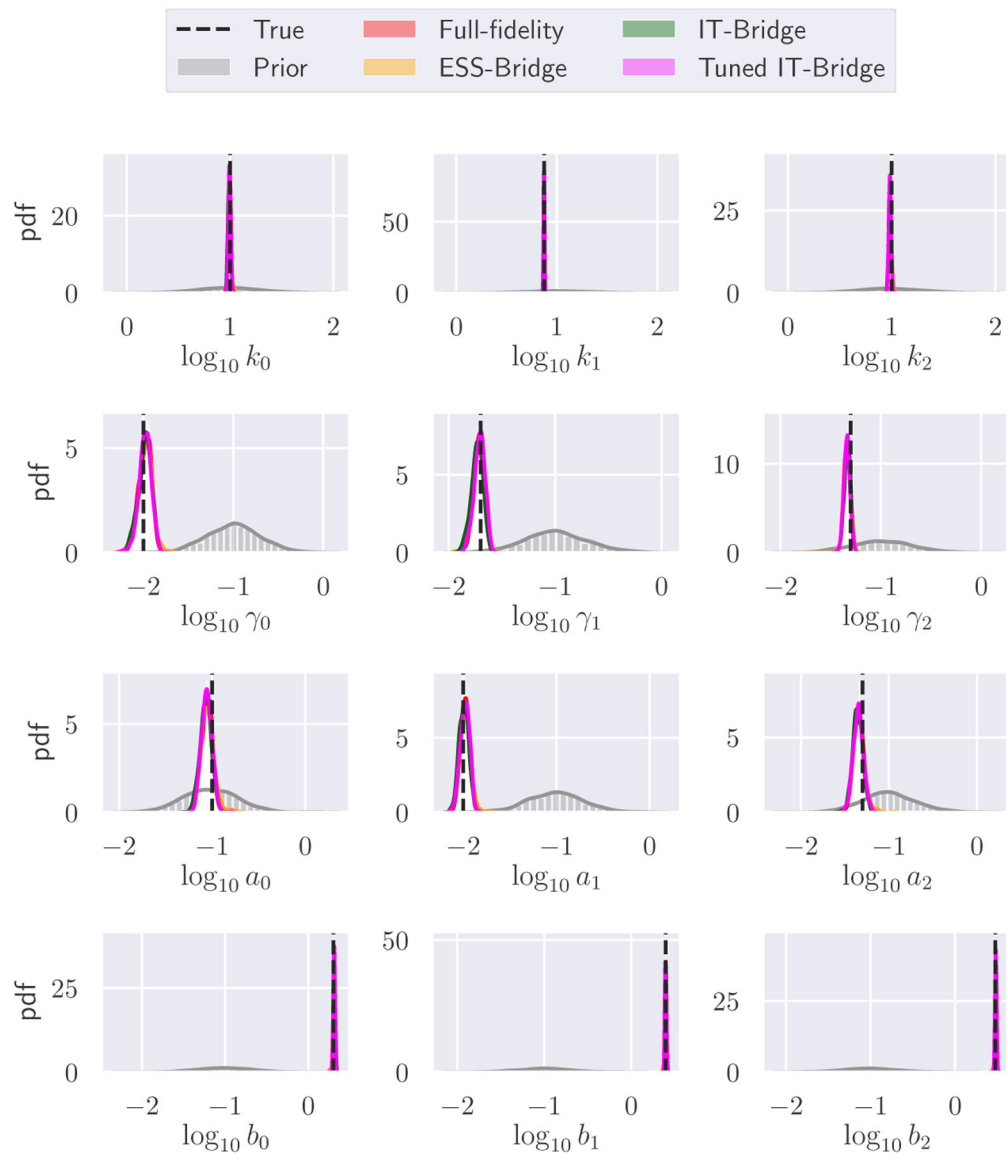 True Full-fidelity IT-Bridge
Prior ESS-Bridge Tuned IT-Bridge
pdf 20 0 50 0 25 0
0 1 2 0 1 2 0 1 2
log₁₀ k₀ log₁₀ k₁ log₁₀ k₂
pdf 5 0 5 0 10 0
−2 −1 0 −2 −1 0 −2 −1 0
log₁₀ γ₀ log₁₀ γ₁ log₁₀ γ₂
pdf 5 0 5 0 5 0
−2 −1 0 −2 −1 0 −2 −1 0
log₁₀ a₀ log₁₀ a₁ log₁₀ a₂
pdf 25 0 50 0 25 0
−2 −1 0 −2 −1 0 −2 −1 0
log₁₀ b₀ log₁₀ b₁ log₁₀ b₂